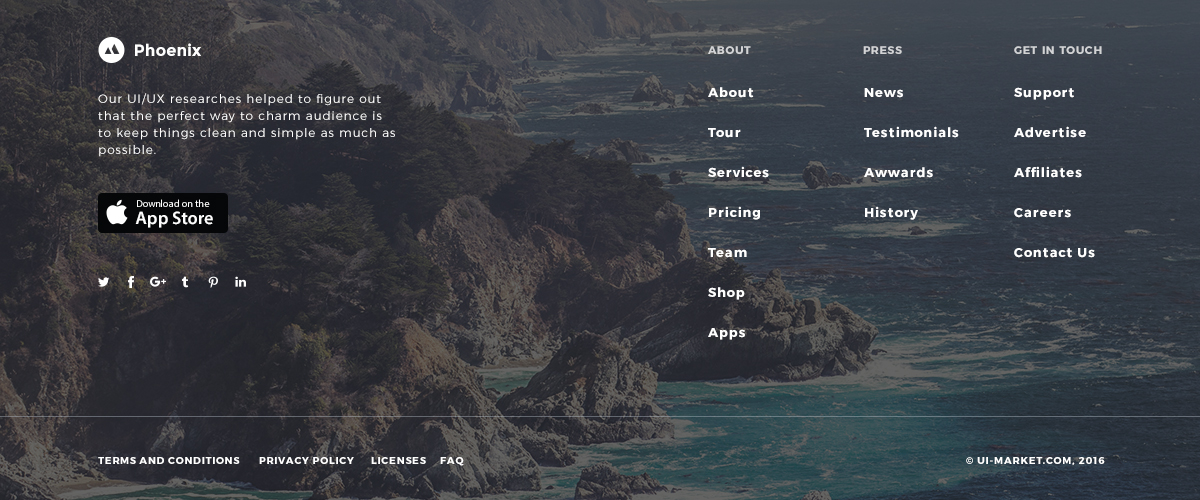 Phoenix
Our UI/UX researches helped to figure out
that the perfect way to charm audience is
to keep things clean and simple as much as
possible.
Download on the
App Store
ABOUT
About
Tour
Services
Pricing
Team
Shop
Apps
PRESS
News
Testimonials
Awwards
History
GET IN TOUCH
Support
Advertise
Affiliates
Careers
Contact Us
TERMS AND CONDITIONS PRIVACY POLICY LICENSES FAQ
© UI-MARKET.COM, 2016